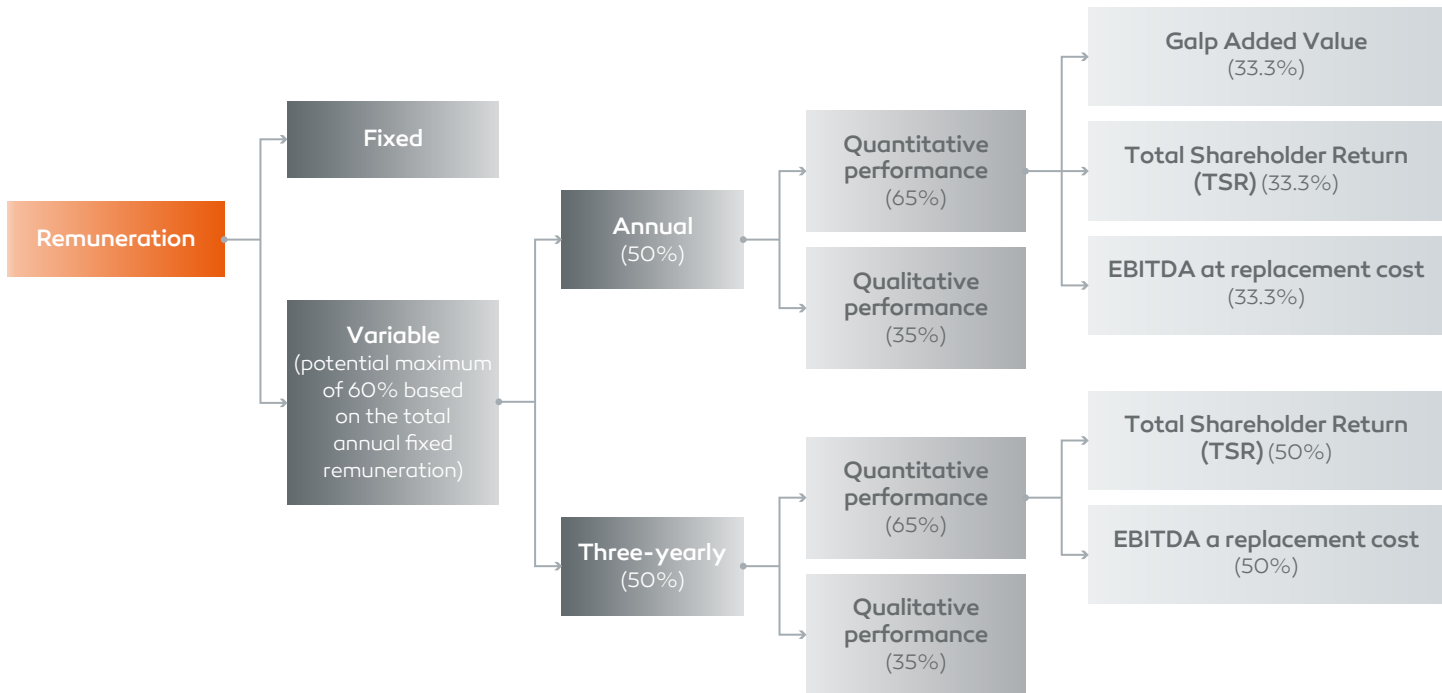 Remuneration
Fixed
Variable
(potential maximum
of 60% based
on the total
annual fixed
remuneration)
Annual
(50%)
Three-yearly
(50%)
Quantitative
performance
(65%)
Qualitative
performance
(35%)
Quantitative
performance
(65%)
Qualitative
performance
(35%)
Galp Added Value
(33.3%)
Total Shareholder Return
(TSR) (33.3%)
EBITDA at replacement cost
(33.3%)
Total Shareholder Return
(TSR) (50%)
EBITDA a replacement cost
(50%)